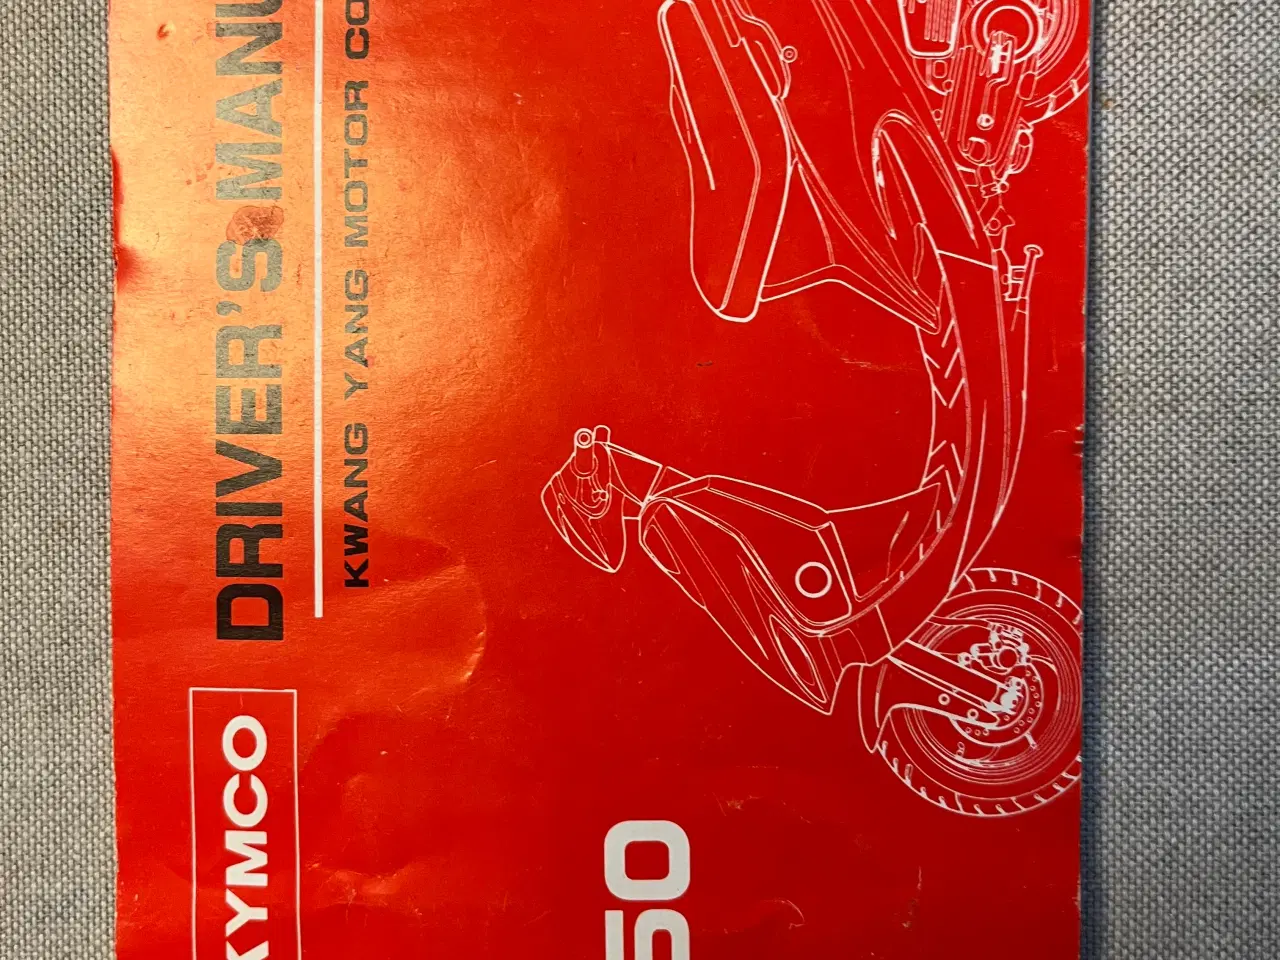 KYMCO
DRIVER'S MANU
KWANG YANG MOTOR CO
50